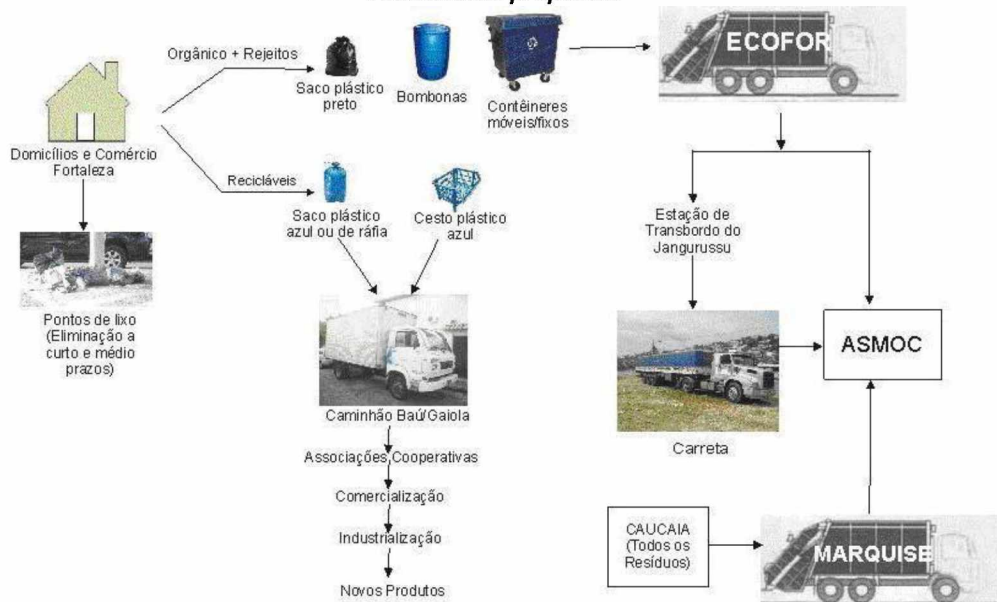 Orgânico + Rejeitos
Saco plástico
preto
Bombonas
Contêineres
móveis/fixos
ECOFOR
Domicílios e Comércio
Fortaleza
Recicláveis
Saco plástico
azul ou de ráfia
Cesto plástico
azul
Estação de
Transbordo do
Jangurussu
Pontos de lixo
(Eliminação a
curto e médio
prazos)
Caminhão Baú/Gaiola
ASMOC
Carreta
Associações Cooperativas
Comercialização
Industrialização
Novos Produtos
CAUCAIA
(Todos os
Resíduos)
MARQUISE